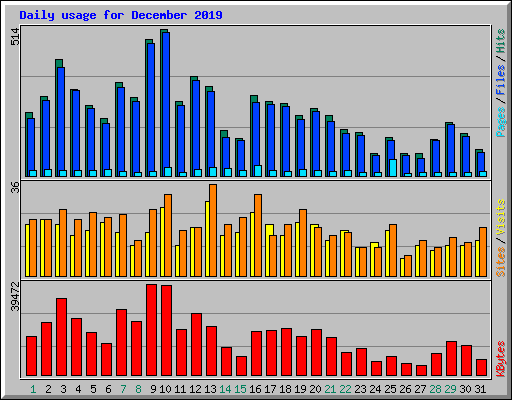 Daily usage for December 2019
514
Pages / Files / Hits
36
Sites / Visits
39472
KBytes
1 2 3 4 5 6 7 8 9 10 11 12 13 14 15 16 17 18 19 20 21 22 23 24 25 26 27 28 29 30 31